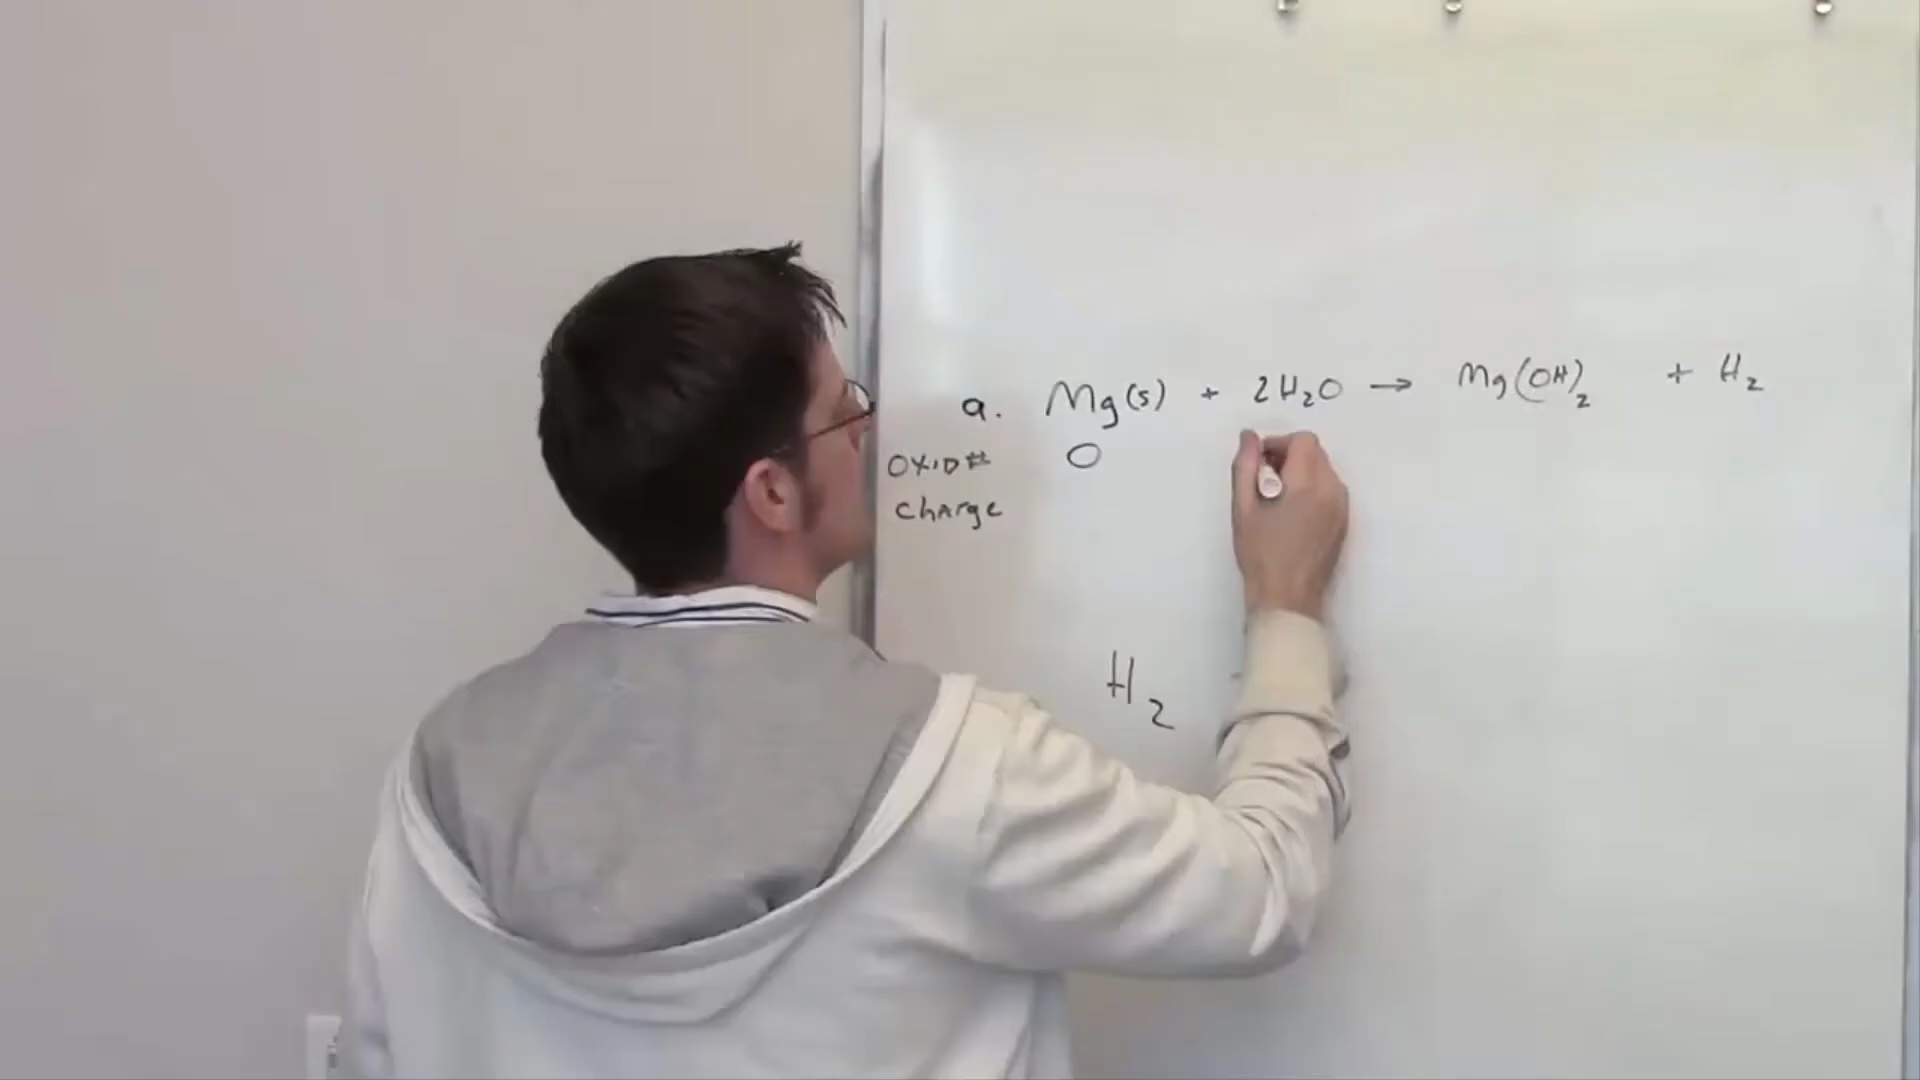 a. Mg(s) + 2H₂O → Mg(OH)₂ + H₂
OXID# 0
charge
H₂